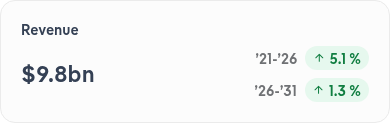 Revenue
$9.8bn
’21-’26 ↑ 5.1 %
’26-’31 ↑ 1.3 %